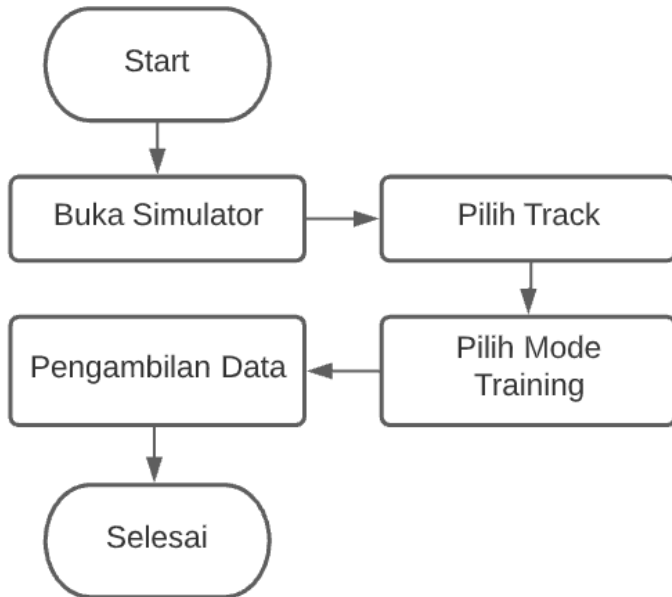 Start
Buka Simulator
Pilih Track
Pilih Mode
Training
Pengambilan Data
Selesai